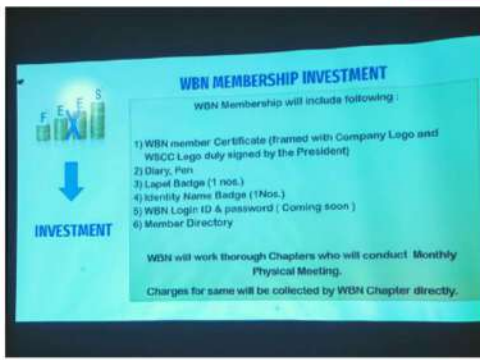 WBN MEMBERSHIP INVESTMENT
WBN Membership will include following :
F E E S
X
1) WBN member Certificate (framed with Company Logo and
WSCC Logo duly signed by the President)
2) Diary, Pen
3) Lapel Badge (1 nos.)
4) Identity Name Badge (1Nos.)
5) WBN Login ID & password ( Coming soon )
6) Member Directory
INVESTMENT
WBN will work thorough Chapters who will conduct Monthly
Physical Meeting.
Charges for same will be collected by WBN Chapter directly.